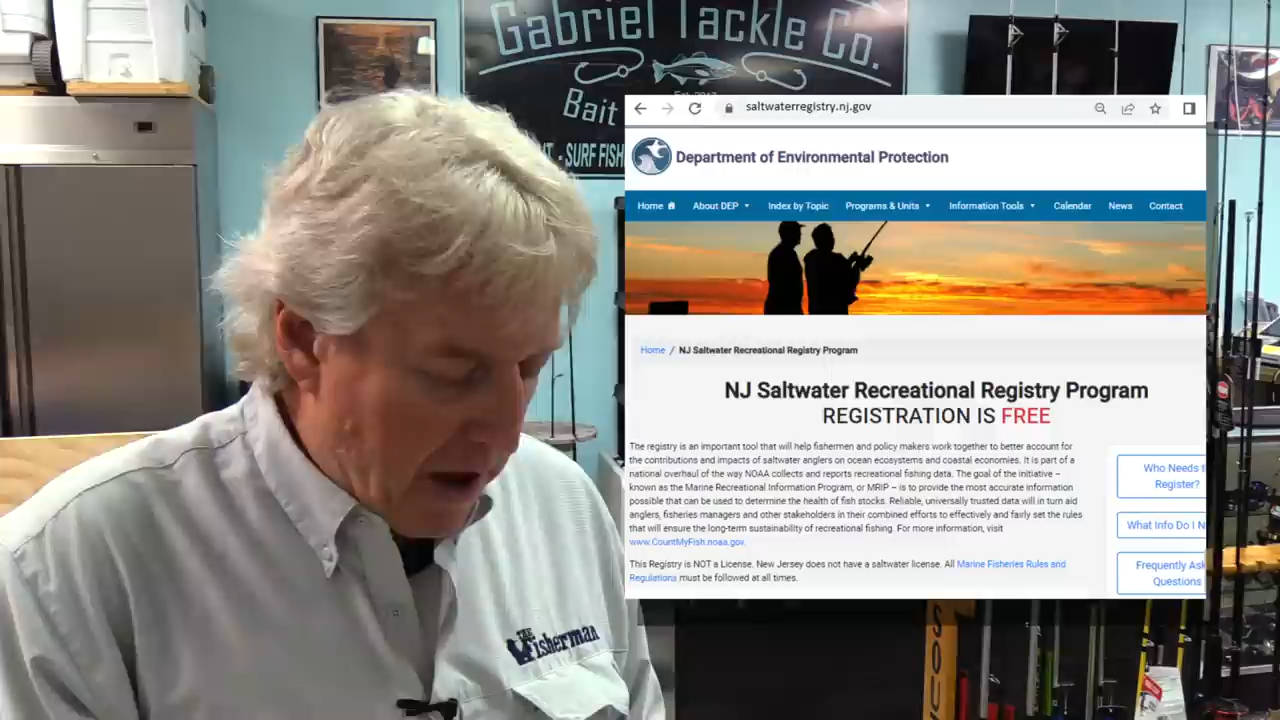 Gabriel Tackle Co.
Bait
- SURF FISH
saltwaterregistry.nj.gov
Department of Environmental Protection
Home About DEP Index by Topic Programs & Units Information Tools Calendar News Contact
Home / NJ Saltwater Recreational Registry Program
NJ Saltwater Recreational Registry Program
REGISTRATION IS FREE
The registry is an important tool that will help fishermen and policy makers work together to better account for
the contributions and impacts of saltwater anglers on ocean ecosystems and coastal economies. It is part of a
national overhaul of the way NOAA collects and reports recreational fishing data. The goal of the initiative –
known as the Marine Recreational Information Program, or MRIP – is to provide the most accurate information
possible that can be used to determine the health of fish stocks. Reliable, universally trusted data will in turn aid
anglers, fisheries managers and other stakeholders in their combined efforts to effectively and fairly set the rules
that will ensure the long-term sustainability of recreational fishing. For more information, visit
www.CountMyFish.noaa.gov.
This Registry is NOT a License. New Jersey does not have a saltwater license. All Marine Fisheries Rules and
Regulations must be followed at all times.
Who Needs t
Register?
What Info Do I N
Frequently Ask
Questions
THE
Fisherman